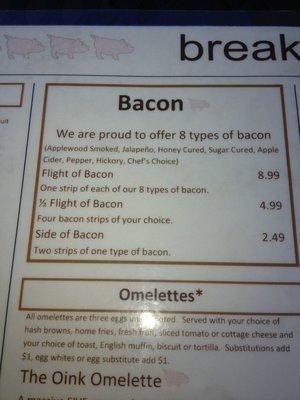 break
Bacon
We are proud to offer 8 types of bacon
(Applewood Smoked, Jalapeño, Honey Cured, Sugar Cured, Apple
Cider, Pepper, Hickory, Chef's Choice)
Flight of Bacon 8.99
One strip of each of our 8 types of bacon.
½ Flight of Bacon 4.99
Four bacon strips of your choice.
Side of Bacon 2.49
Two strips of one type of bacon.
Omelettes*
All omelettes are three eggs Served with your choice of
hash browns, home fries, fresh fruit, sliced tomato or cottage cheese and
your choice of toast, English muffin, biscuit or tortilla. Substitutions add
$1, egg whites or egg substitute add $1.
The Oink Omelette